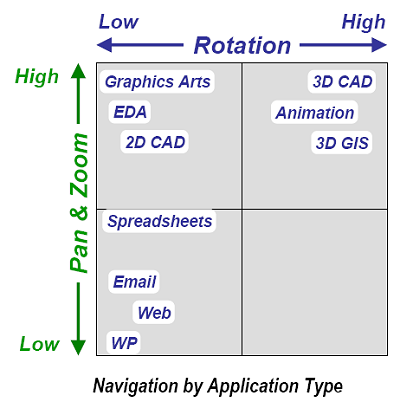 Low High
Rotation
High
Graphics Arts 3D CAD
EDA Animation
2D CAD 3D GIS
Pan & Zoom
Spreadsheets
Email
Web
Low WP
Navigation by Application Type